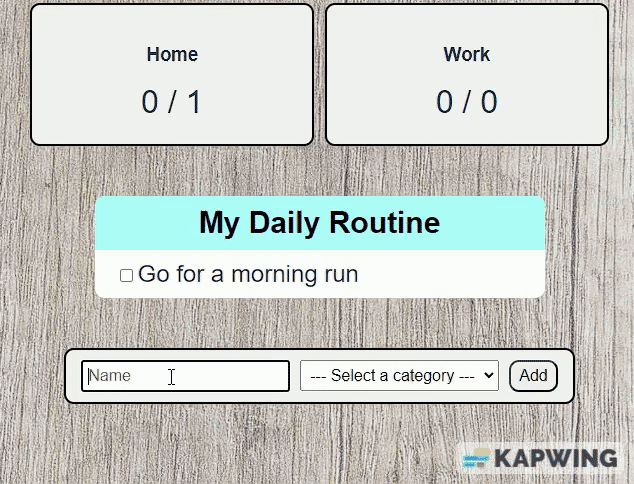 Home
0 / 1
Work
0 / 0
My Daily Routine
Go for a morning run
Name
--- Select a category ---
Add
KAPWING